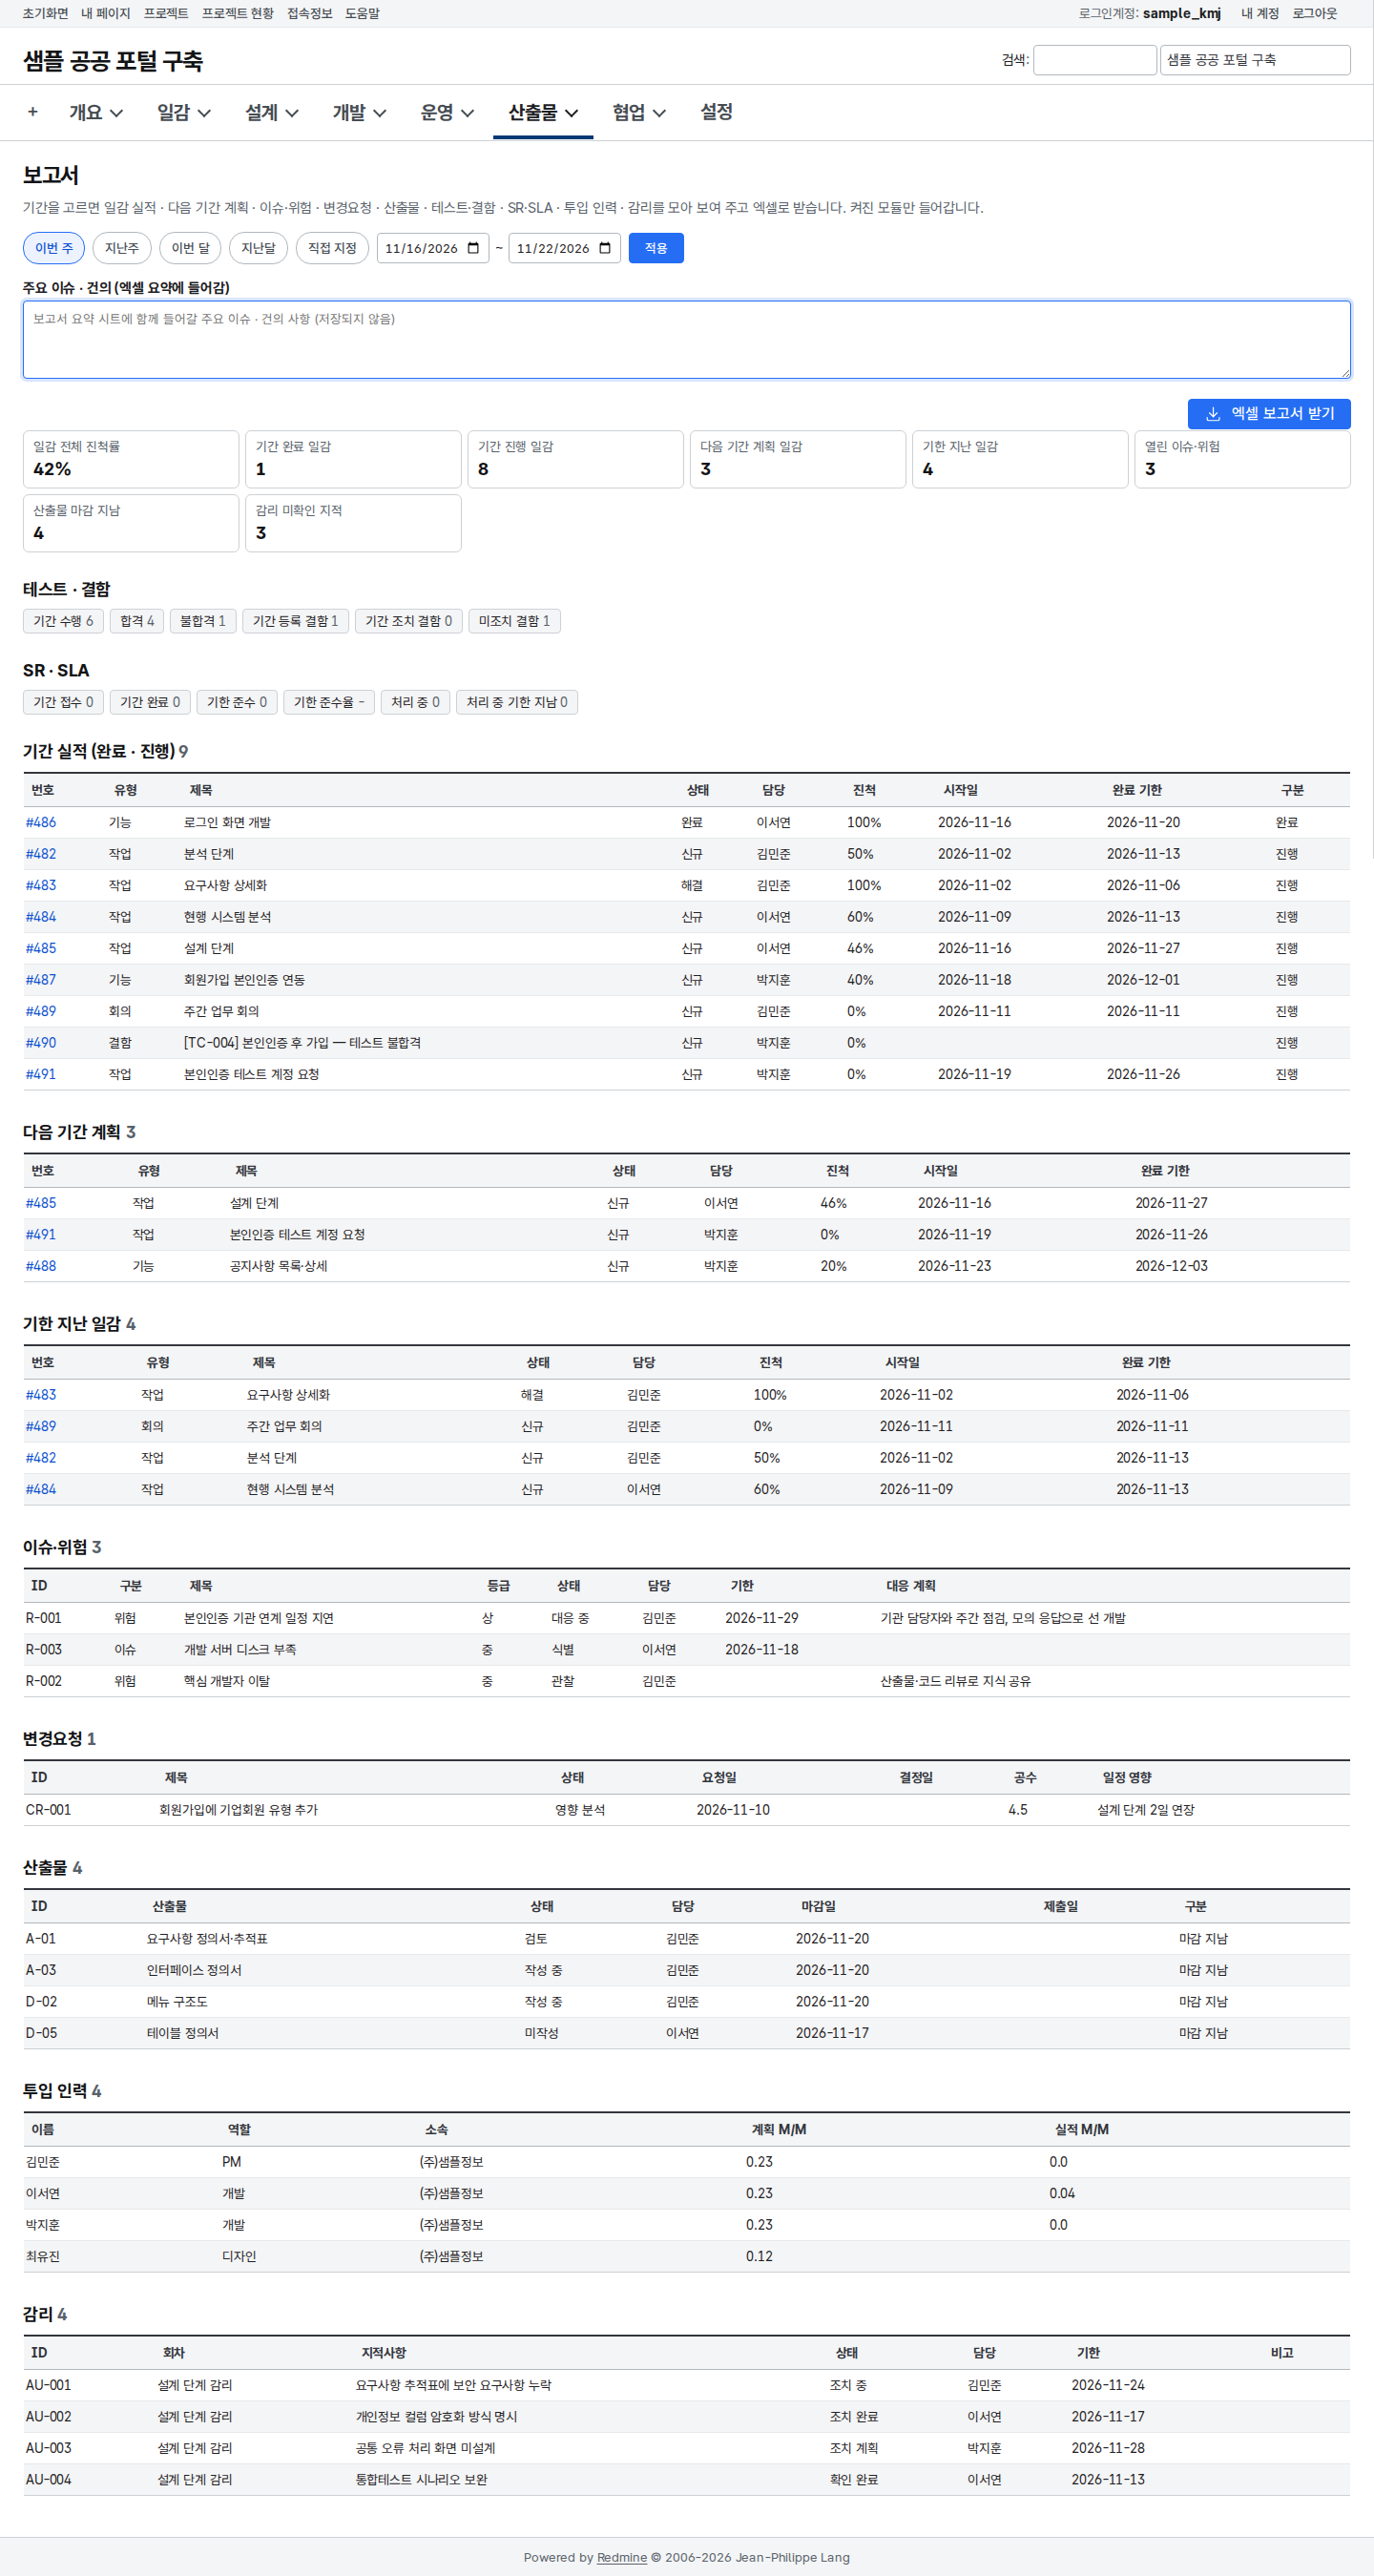 초기화면 내 페이지 프로젝트 프로젝트 현황 접속정보 도움말 로그인계정: sample_kmj 내 계정 로그아웃
샘플 공공 포털 구축 검색: 샘플 공공 포털 구축
+ 개요 일감 설계 개발 운영 산출물 협업 설정
보고서
기간을 고르면 일감 실적 · 다음 기간 계획 · 이슈·위험 · 변경요청 · 산출물 · 테스트·결함 · SR·SLA · 투입 인력 · 감리를 모아 보여 주고 엑셀로 받습니다. 켜진 모듈만 들어갑니다.
이번 주 지난주 이번 달 지난달 직접 지정 11/16/2026 ~ 11/22/2026 적용
주요 이슈 · 건의 (엑셀 요약에 들어감)
보고서 요약 시트에 함께 들어갈 주요 이슈 · 건의 사항 (저장되지 않음)
엑셀 보고서 받기
일감 전체 진척률 기간 완료 일감 기간 진행 일감 다음 기간 계획 일감 기한 지난 일감 열린 이슈·위험
42% 1 8 3 4 3
산출물 마감 지남 감리 미확인 지적
4 3
테스트 · 결함
기간 수행 6 합격 4 불합격 1 기간 등록 결함 1 기간 조치 결함 0 미조치 결함 1
SR · SLA
기간 접수 0 기간 완료 0 기한 준수 0 기한 준수율 - 처리 중 0 처리 중 기한 지남 0
기간 실적 (완료 · 진행) 9
번호 유형 제목 상태 담당 진척 시작일 완료 기한 구분
#486 기능 로그인 화면 개발 완료 이서연 100% 2026-11-16 2026-11-20 완료
#482 작업 분석 단계 신규 김민준 50% 2026-11-02 2026-11-13 진행
#483 작업 요구사항 상세화 해결 김민준 100% 2026-11-02 2026-11-06 진행
#484 작업 현행 시스템 분석 신규 이서연 60% 2026-11-09 2026-11-13 진행
#485 작업 설계 단계 신규 이서연 46% 2026-11-16 2026-11-27 진행
#487 기능 회원가입 본인인증 연동 신규 박지훈 40% 2026-11-18 2026-12-01 진행
#489 회의 주간 업무 회의 신규 김민준 0% 2026-11-11 2026-11-11 진행
#490 결함 [TC-004] 본인인증 후 가입 — 테스트 불합격 신규 박지훈 0% 진행
#491 작업 본인인증 테스트 계정 요청 신규 박지훈 0% 2026-11-19 2026-11-26 진행
다음 기간 계획 3
번호 유형 제목 상태 담당 진척 시작일 완료 기한
#485 작업 설계 단계 신규 이서연 46% 2026-11-16 2026-11-27
#491 작업 본인인증 테스트 계정 요청 신규 박지훈 0% 2026-11-19 2026-11-26
#488 기능 공지사항 목록·상세 신규 박지훈 20% 2026-11-23 2026-12-03
기한 지난 일감 4
번호 유형 제목 상태 담당 진척 시작일 완료 기한
#483 작업 요구사항 상세화 해결 김민준 100% 2026-11-02 2026-11-06
#489 회의 주간 업무 회의 신규 김민준 0% 2026-11-11 2026-11-11
#482 작업 분석 단계 신규 김민준 50% 2026-11-02 2026-11-13
#484 작업 현행 시스템 분석 신규 이서연 60% 2026-11-09 2026-11-13
이슈·위험 3
ID 구분 제목 등급 상태 담당 기한 대응 계획
R-001 위험 본인인증 기관 연계 일정 지연 상 대응 중 김민준 2026-11-29 기관 담당자와 주간 점검, 모의 응답으로 선 개발
R-003 이슈 개발 서버 디스크 부족 중 식별 이서연 2026-11-18
R-002 위험 핵심 개발자 이탈 중 관찰 김민준 산출물·코드 리뷰로 지식 공유
변경요청 1
ID 제목 상태 요청일 결정일 공수 일정 영향
CR-001 회원가입에 기업회원 유형 추가 영향 분석 2026-11-10 4.5 설계 단계 2일 연장
산출물 4
ID 산출물 상태 담당 마감일 제출일 구분
A-01 요구사항 정의서·추적표 검토 김민준 2026-11-20 마감 지남
A-03 인터페이스 정의서 작성 중 김민준 2026-11-20 마감 지남
D-02 메뉴 구조도 작성 중 김민준 2026-11-20 마감 지남
D-05 테이블 정의서 미작성 이서연 2026-11-17 마감 지남
투입 인력 4
이름 역할 소속 계획 M/M 실적 M/M
김민준 PM (주)샘플정보 0.23 0.0
이서연 개발 (주)샘플정보 0.23 0.04
박지훈 개발 (주)샘플정보 0.23 0.0
최유진 디자인 (주)샘플정보 0.12
감리 4
ID 회차 지적사항 상태 담당 기한 비고
AU-001 설계 단계 감리 요구사항 추적표에 보안 요구사항 누락 조치 중 김민준 2026-11-24
AU-002 설계 단계 감리 개인정보 컬럼 암호화 방식 명시 조치 완료 이서연 2026-11-17
AU-003 설계 단계 감리 공통 오류 처리 화면 미설계 조치 계획 박지훈 2026-11-28
AU-004 설계 단계 감리 통합테스트 시나리오 보완 확인 완료 이서연 2026-11-13
Powered by Redmine © 2006-2026 Jean-Philippe Lang